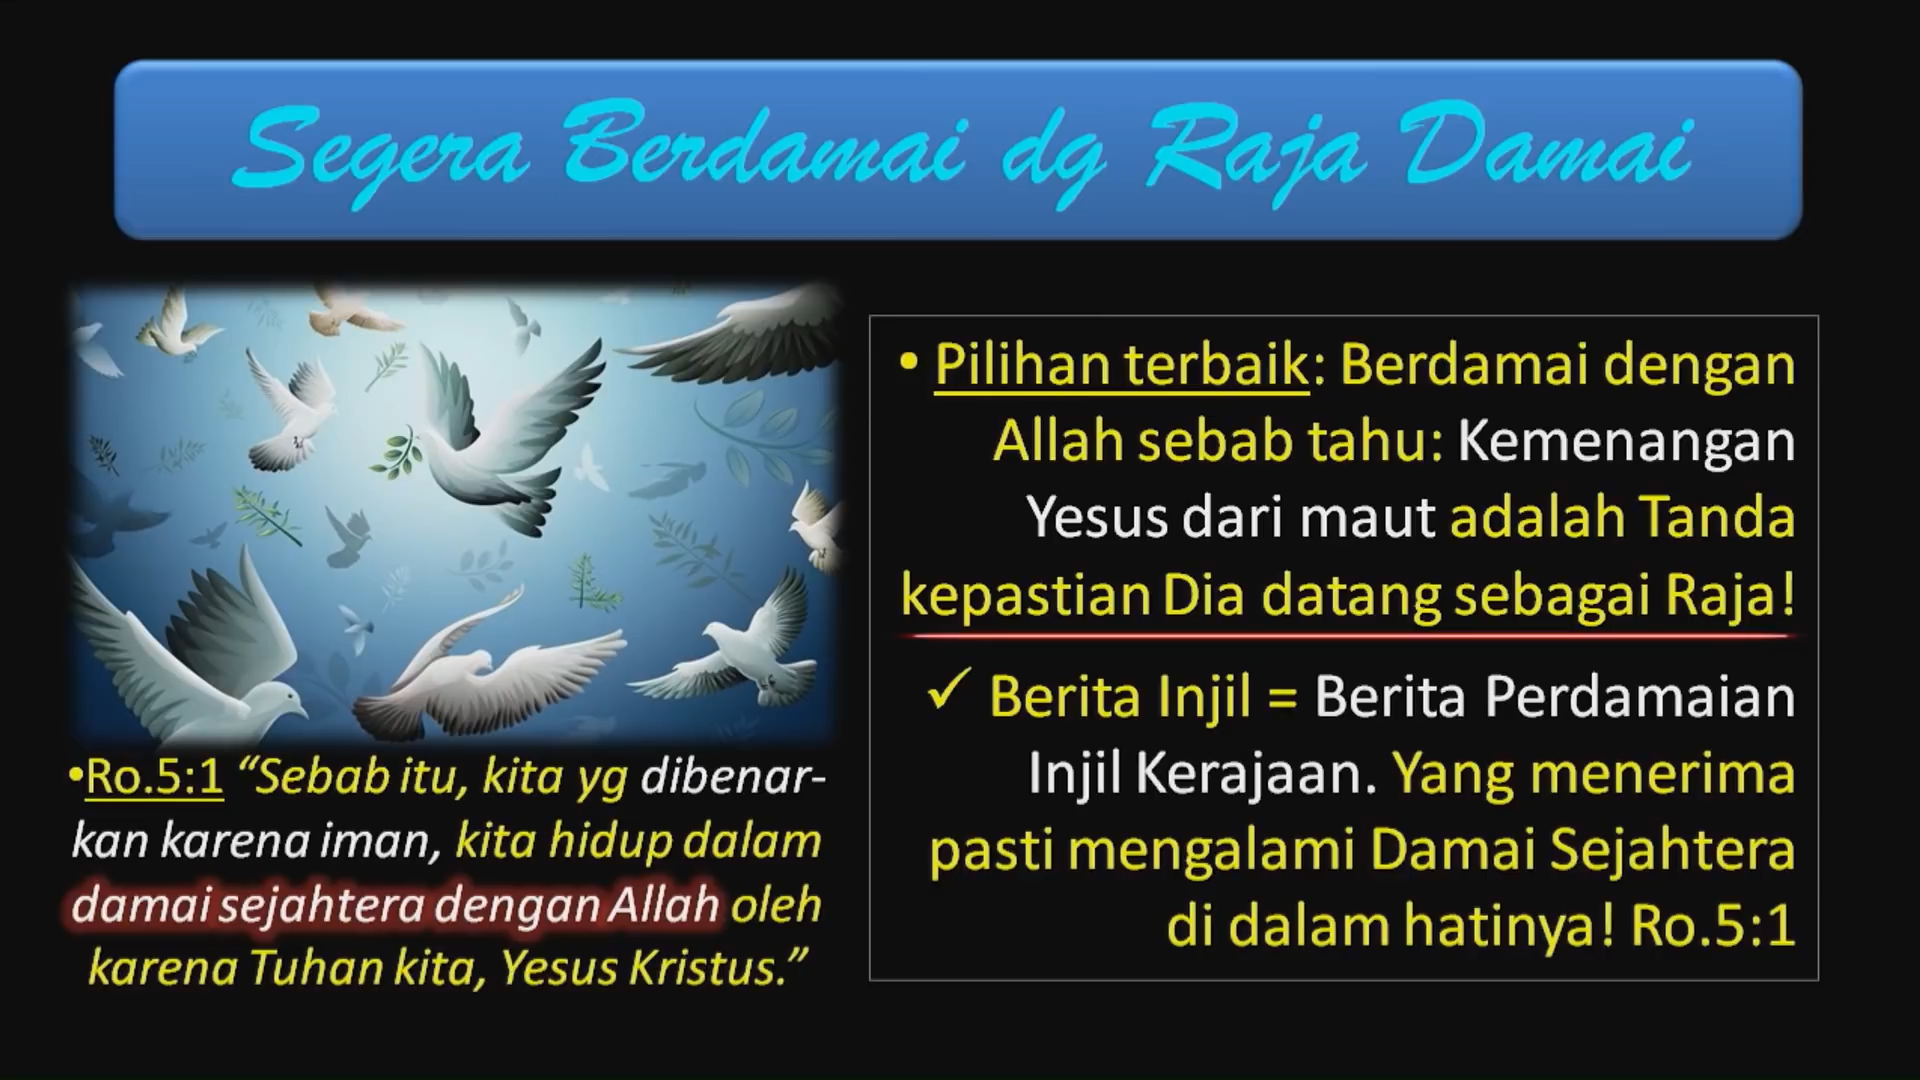 Segera Berdamai dg Raja Damai
•Ro.5:1 “Sebab itu, kita yg dibenar-
kan karena iman, kita hidup dalam
damai sejahtera dengan Allah oleh
karena Tuhan kita, Yesus Kristus.”
• Pilihan terbaik: Berdamai dengan
Allah sebab tahu: Kemenangan
Yesus dari maut adalah Tanda
kepastian Dia datang sebagai Raja!
✓ Berita Injil = Berita Perdamaian
Injil Kerajaan. Yang menerima
pasti mengalami Damai Sejahtera
di dalam hatinya! Ro.5:1